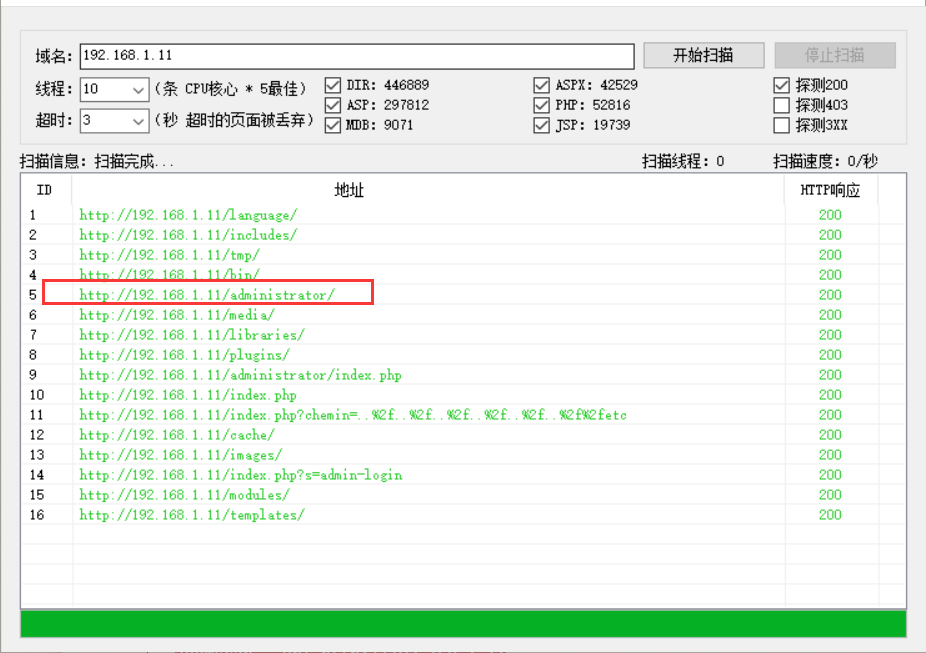 域名: 192.168.1.11 开始扫描 停止扫描
线程: 10 (条 CPU核心 * 5最佳) DIR: 446889 ASPX: 42529 探测200
ASP: 297812 PHP: 52816 探测403
超时: 3 (秒 超时的页面被丢弃) MDB: 9071 JSP: 19739 探测3XX
扫描信息: 扫描完成... 扫描线程: 0 扫描速度: 0/秒
ID 地址 HTTP响应
1 http://192.168.1.11/language/ 200
2 http://192.168.1.11/includes/ 200
3 http://192.168.1.11/tmp/ 200
4 http://192.168.1.11/bin/ 200
5 http://192.168.1.11/administrator/ 200
6 http://192.168.1.11/media/ 200
7 http://192.168.1.11/libraries/ 200
8 http://192.168.1.11/plugins/ 200
9 http://192.168.1.11/administrator/index.php 200
10 http://192.168.1.11/index.php 200
11 http://192.168.1.11/index.php?chemin=..%2f..%2f..%2f..%2f..%2f..%2f%2fetc 200
12 http://192.168.1.11/cache/ 200
13 http://192.168.1.11/images/ 200
14 http://192.168.1.11/index.php?s=admin-login 200
15 http://192.168.1.11/modules/ 200
16 http://192.168.1.11/templates/ 200